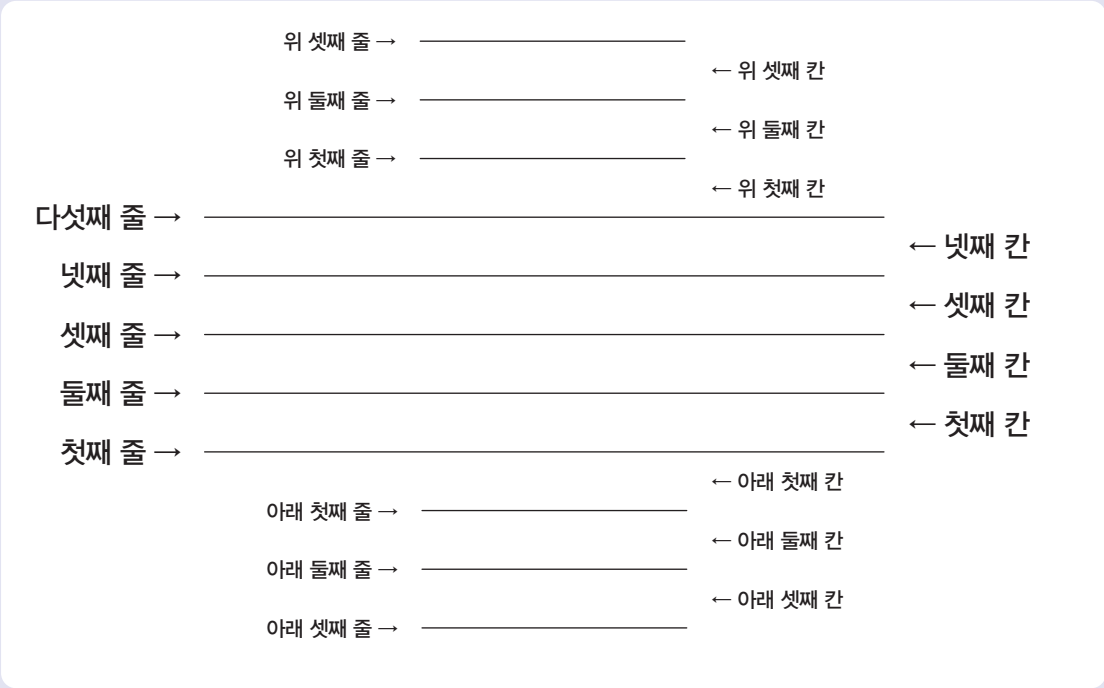 위 셋째 줄 →
← 위 셋째 칸
위 둘째 줄 →
← 위 둘째 칸
위 첫째 줄 →
← 위 첫째 칸
다섯째 줄 →
← 넷째 칸
넷째 줄 →
← 셋째 칸
셋째 줄 →
← 둘째 칸
둘째 줄 →
← 첫째 칸
첫째 줄 →
← 아래 첫째 칸
아래 첫째 줄 →
← 아래 둘째 칸
아래 둘째 줄 →
← 아래 셋째 칸
아래 셋째 줄 →